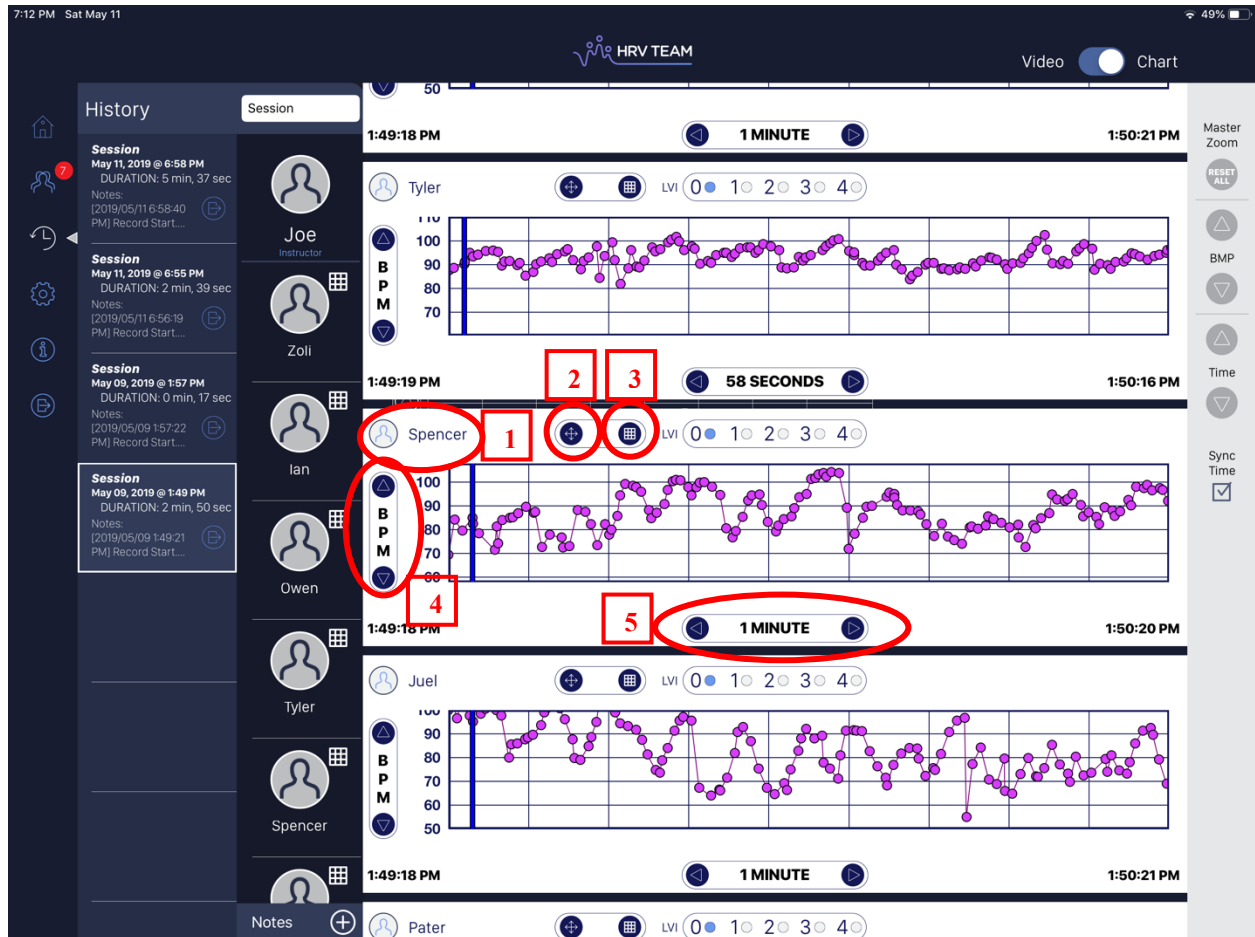 7:12 PM Sat May 11
49%
HRV TEAM
Video Chart
History
Session
Session
May 11, 2019 @ 6:58 PM
DURATION: 5 min, 37 sec
Notes:
[2019/05/11 6:58:40
PM] Record Start....
Session
May 11, 2019 @ 6:55 PM
DURATION: 2 min, 39 sec
Notes:
[2019/05/11 6:56:19
PM] Record Start....
Session
May 09, 2019 @ 1:57 PM
DURATION: 0 min, 17 sec
Notes:
[2019/05/09 1:57:22
PM] Record Start....
Session
May 09, 2019 @ 1:49 PM
DURATION: 2 min, 50 sec
Notes:
[2019/05/09 1:49:21
PM] Record Start....
7
Joe
Instructor
Zoli
Ian
Owen
Tyler
Spencer
Notes
50
1:49:18 PM 1 MINUTE 1:50:21 PM
Tyler LVI 0 1 2 3 4
BPM
110
100
90
80
70
1:49:19 PM 58 SECONDS 1:50:16 PM
2 3
Spencer 1 LVI 0 1 2 3 4
BPM
100
90
80
70
60
4
5
1:49:18 PM 1 MINUTE 1:50:20 PM
Juel LVI 0 1 2 3 4
BPM
100
90
80
70
60
50
1:49:18 PM 1 MINUTE 1:50:21 PM
Pater LVI 0 1 2 3 4
Master
Zoom
RESET
ALL
BMP
Time
Sync
Time